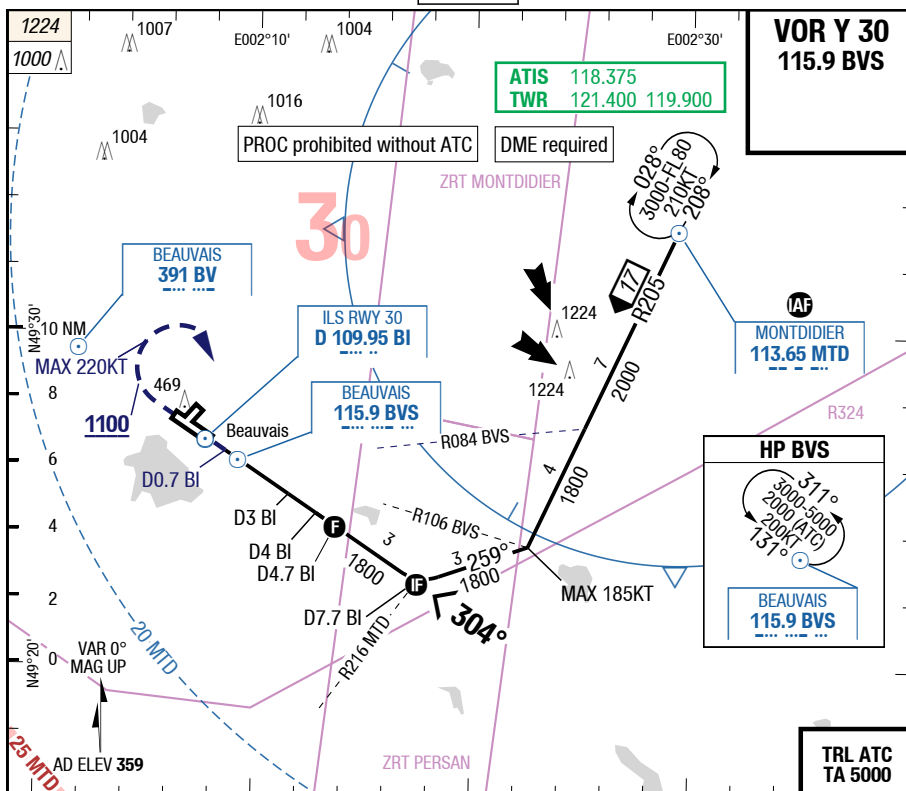 1224
1000
1007
E002°10'
1004
E002°30'
VOR Y 30
115.9 BVS
ATIS 118.375
TWR 121.400 119.900
1016
1004
PROC prohibited without ATC
DME required
ZRT MONTDIDIER
028°
3000-FL80
210KT
208°
30
BEAUVAIS
391 BV
17
R205
IAF
MONTDIDIER
113.65 MTD
N49°30'
10 NM
ILS RWY 30
D 109.95 BI
1224
MAX 220KT
1224
7
2000
8
469
BEAUVAIS
115.9 BVS
R324
1100
Beauvais
R084 BVS
HP BVS
6
D0.7 BI
4
1800
311°
3000-5000
2000 (ATC)
200KT
131°
D3 BI
R106 BVS
4
D4 BI
F
3
D4.7 BI
1800
3
259°
1800
BEAUVAIS
115.9 BVS
IF
MAX 185KT
2
D7.7 BI
304°
R216 MTD
20 MTD
N49°20'
0
VAR 0°
MAG UP
25 MTD
AD ELEV 359
ZRT PERSAN
TRL ATC
TA 5000